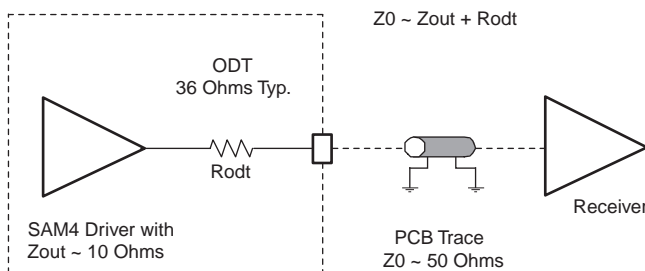 Z0 ~ Zout + Rodt
ODT
36 Ohms Typ.
Rodt
Receiver
SAM4 Driver with
Zout ~ 10 Ohms
PCB Trace
Z0 ~ 50 Ohms